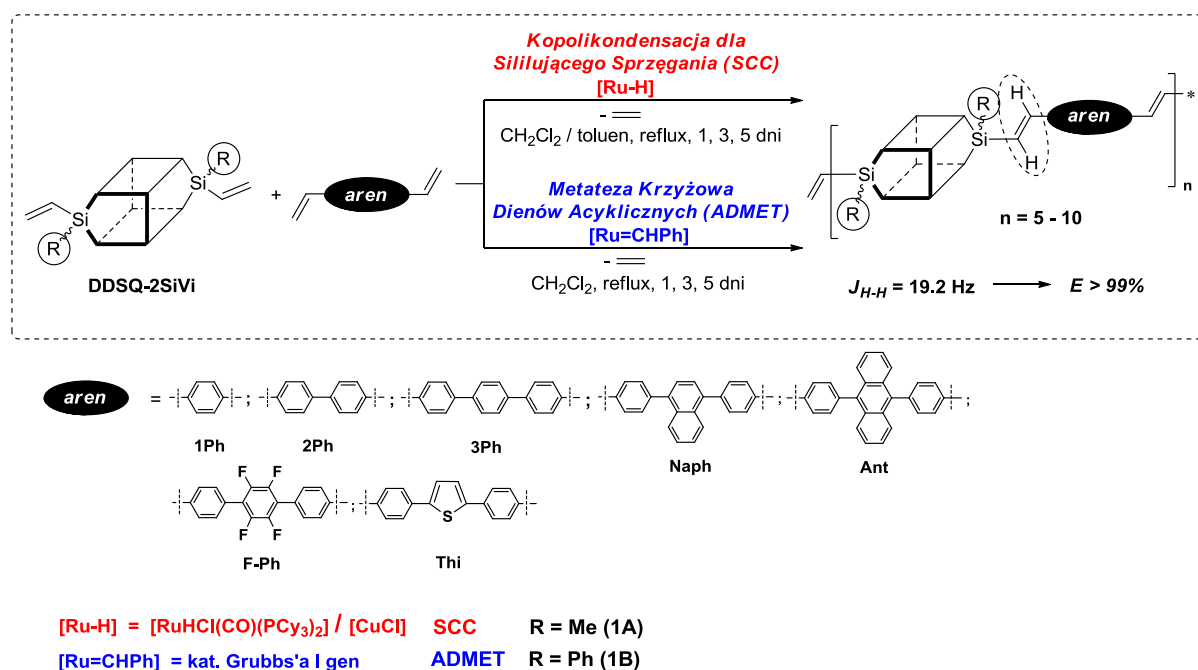 Kopolikondensacja dla
Sililującego Sprzęgania (SCC)
[Ru-H]
-
CH2Cl2 / toluen, reflux, 1, 3, 5 dni
R
Si
Si
R
+
aren
Metateza Krzyżowa
Dienów Acyklicznych (ADMET)
[Ru=CHPh]
-
CH2Cl2, reflux, 1, 3, 5 dni
DDSQ-2SiVi
R
H
Si
H
aren
*
Si
R
n
n = 5 - 10
JH-H = 19.2 Hz E > 99%
aren = ; ; ; ; ;
1Ph 2Ph 3Ph Naph Ant
F F
F F
;
S
F-Ph Thi
[Ru-H] = [RuHCl(CO)(PCy3)2] / [CuCl] SCC R = Me (1A)
[Ru=CHPh] = kat. Grubbs'a I gen ADMET R = Ph (1B)